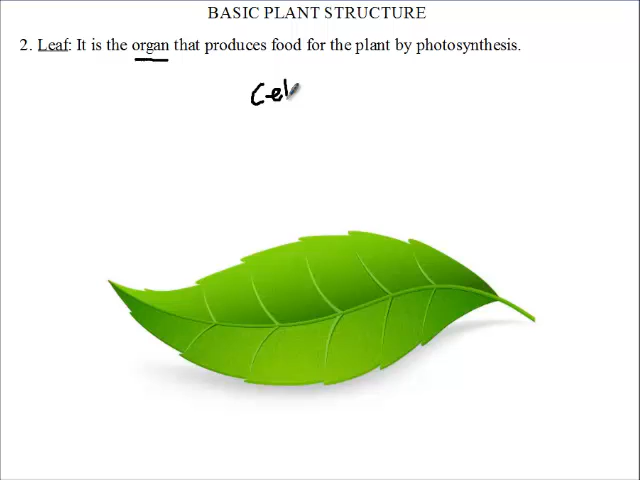 BASIC PLANT STRUCTURE
2. Leaf: It is the organ that produces food for the plant by photosynthesis.
Cel